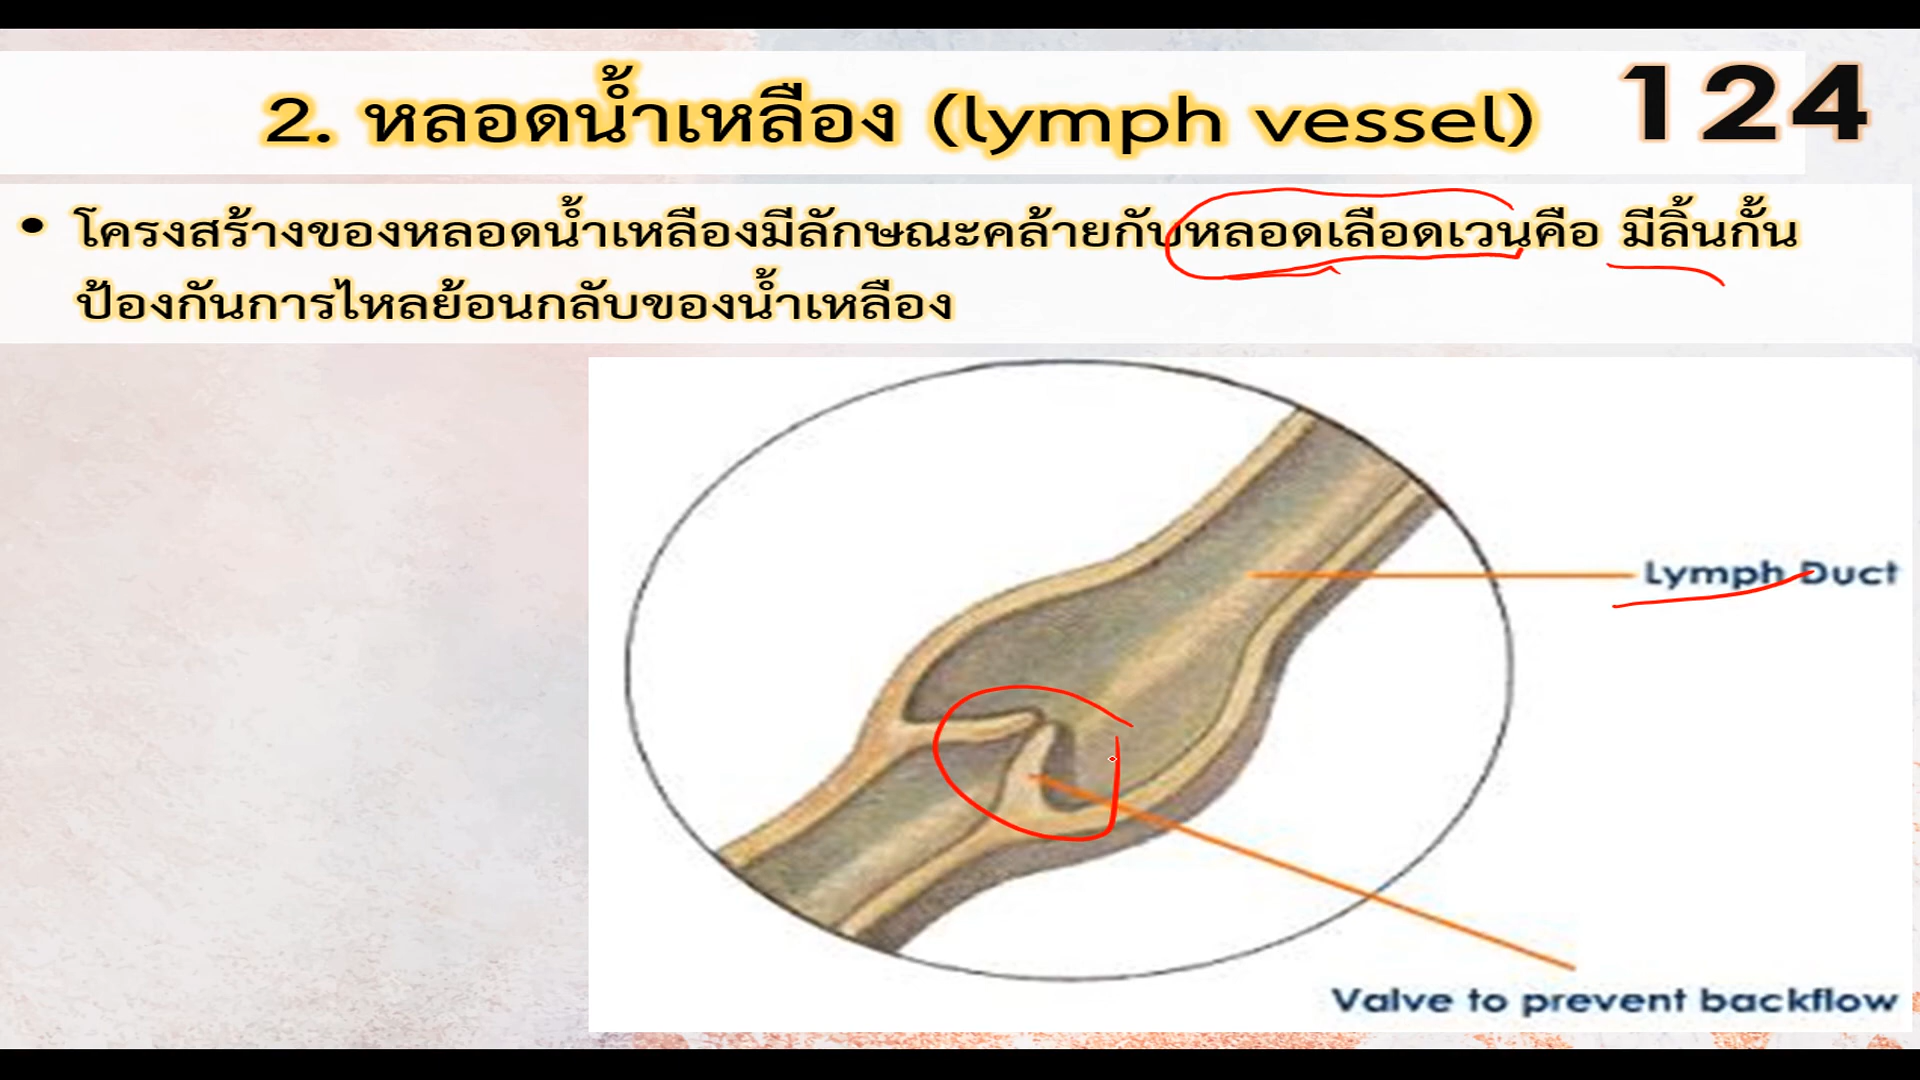 2. หลอดน้ำเหลือง (lymph vessel)
124
• โครงสร้างของหลอดน้ำเหลืองมีลักษณะคล้ายกับหลอดเลือดเวนคือ มีลิ้นกั้น
ป้องกันการไหลย้อนกลับของน้ำเหลือง
Lymph Duct
Valve to prevent backflow